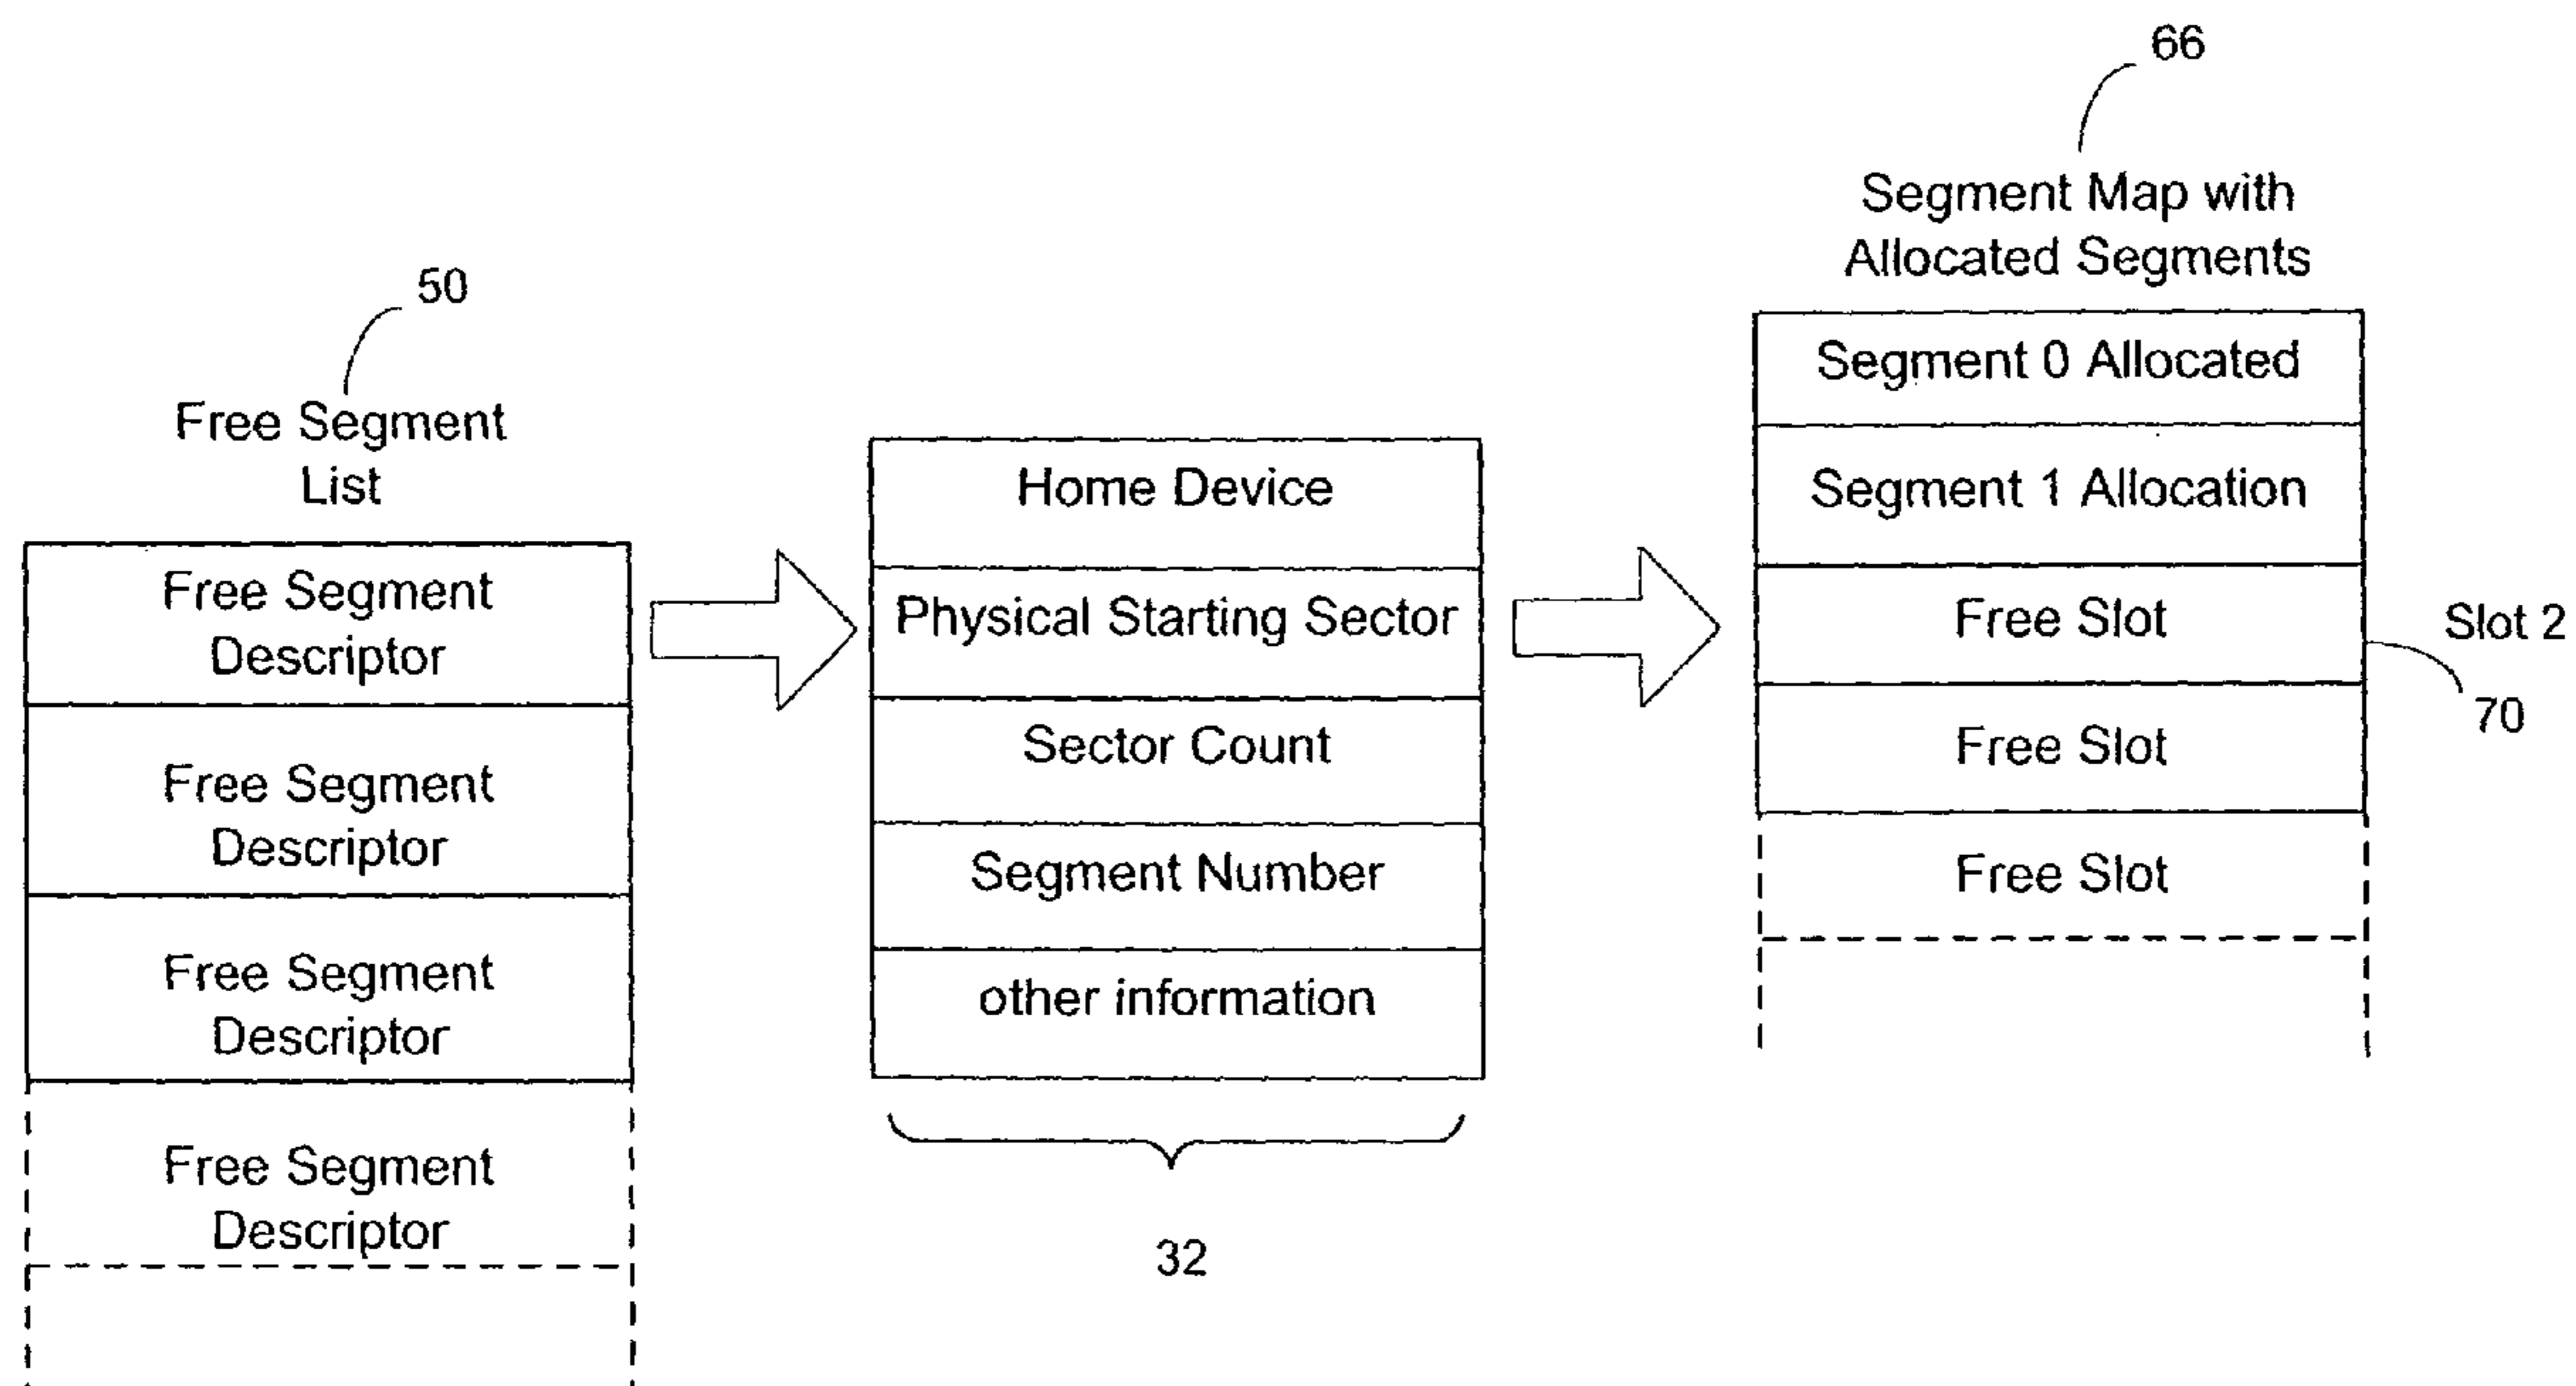 66
Segment Map with
Allocated Segments
50
Free Segment
List
Segment 0 Allocated
Segment 1 Allocation
Free Slot
Free Slot
Free Slot
Slot 2
70
Home Device
Physical Starting Sector
Sector Count
Segment Number
other information
32
Free Segment
Descriptor
Free Segment
Descriptor
Free Segment
Descriptor
Free Segment
Descriptor